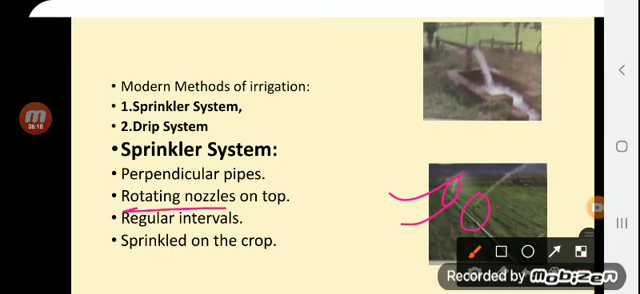 Modern Methods of irrigation:
1.Sprinkler System,
2.Drip System
Sprinkler System:
Perpendicular pipes.
Rotating nozzles on top.
Regular intervals.
Sprinkled on the crop.
06:18
Recorded by mobizen